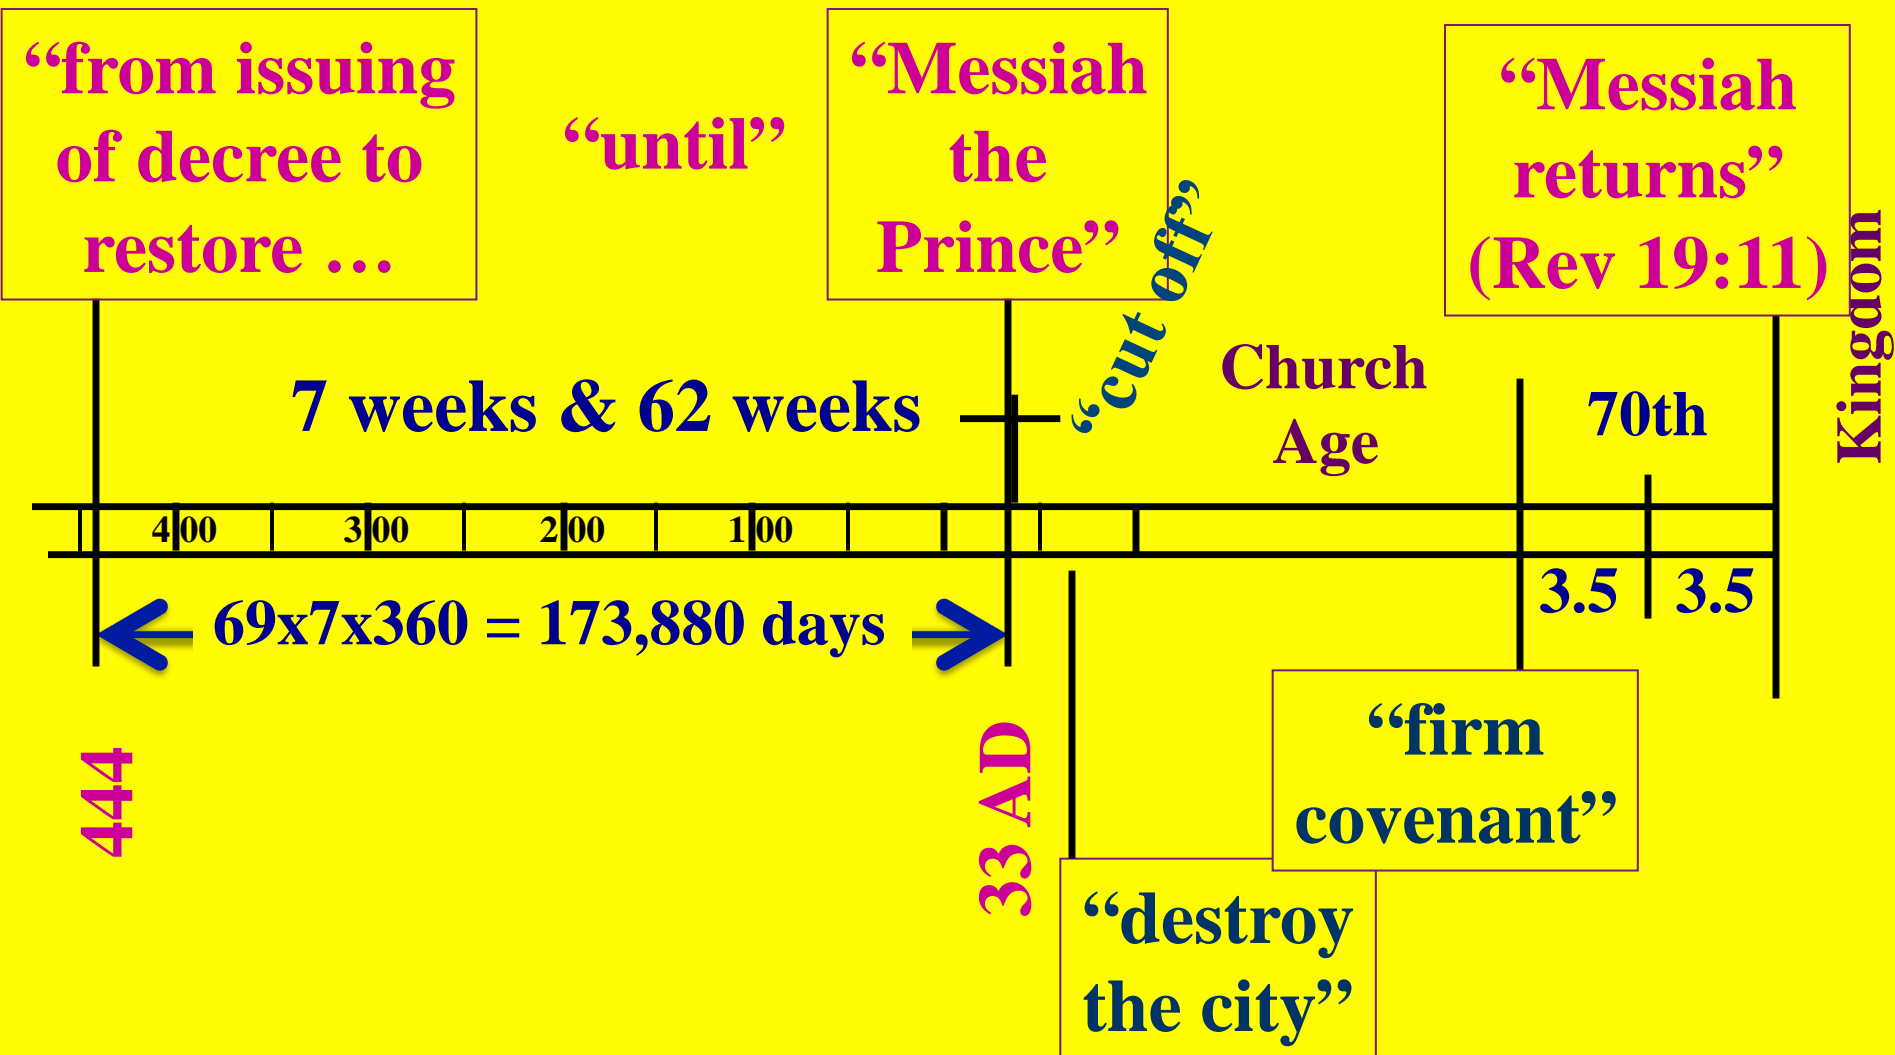 “from issuing
of decree to
restore …
“until”
“Messiah
the
Prince”
“cut off”
“Messiah
returns”
(Rev 19:11)
Kingdom
7 weeks & 62 weeks
Church
Age
70th
400 300 200 100
69x7x360 = 173,880 days
3.5 3.5
444
33 AD
“firm
covenant”
“destroy
the city”